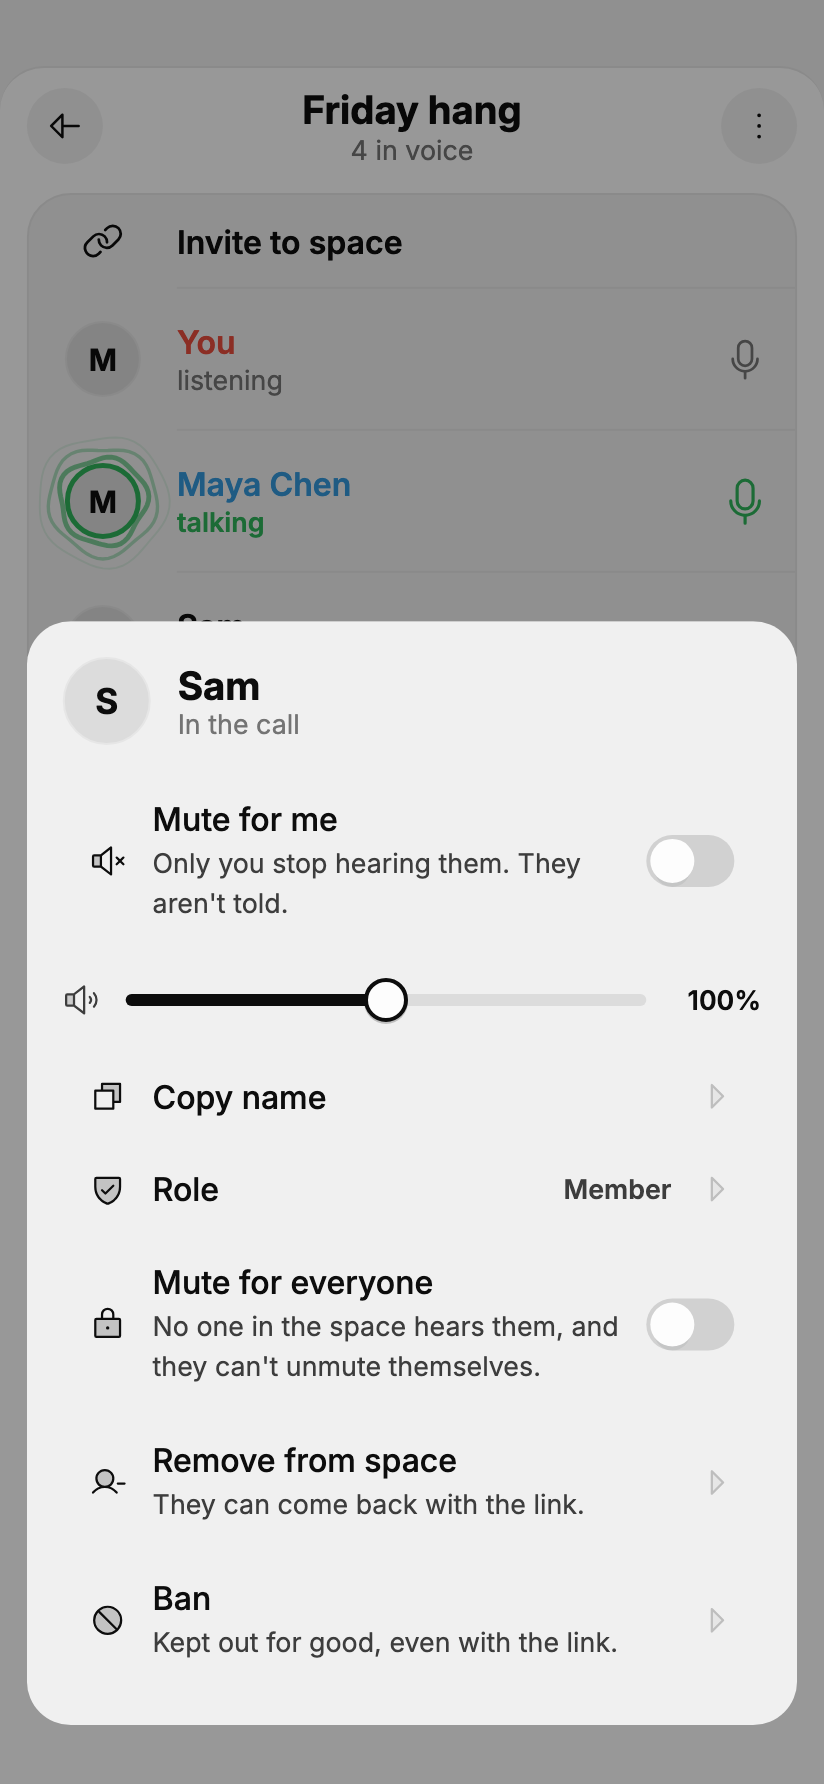 Friday hang
4 in voice
Invite to space
M
You
listening
M
Maya Chen
talking
Sam
S
Sam
In the call
Mute for me
Only you stop hearing them. They
aren't told.
100%
Copy name
Role
Member
Mute for everyone
No one in the space hears them, and
they can't unmute themselves.
Remove from space
They can come back with the link.
Ban
Kept out for good, even with the link.